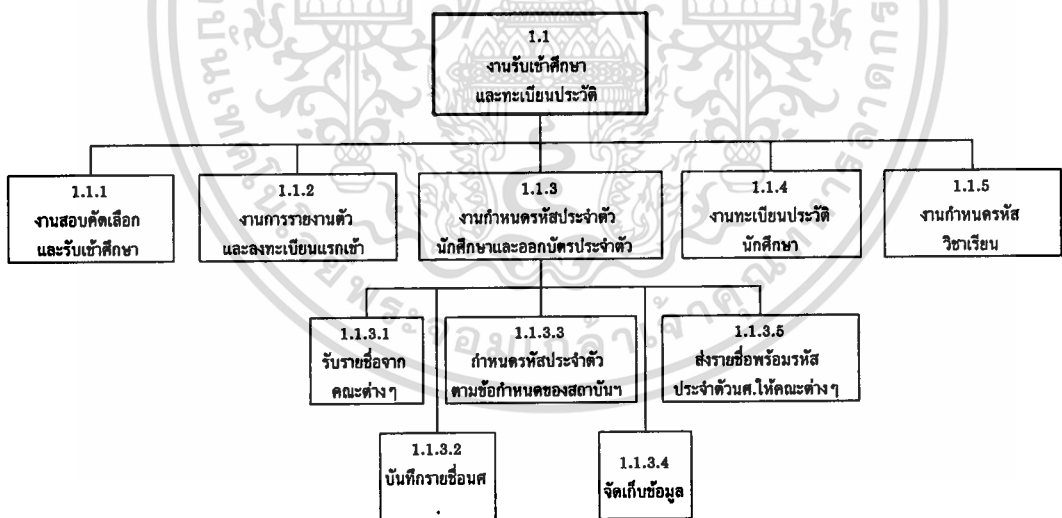 1.1
งานรับเข้าศึกษา
และทะเบียนประวัติ
1.1.1
งานสอบคัดเลือก
และรับเข้าศึกษา
1.1.2
งานการรายงานตัว
และลงทะเบียนแรกเข้า
1.1.3
งานกำหนดรหัสประจำตัว
นักศึกษาและออกบัตรประจำตัว
1.1.4
งานทะเบียนประวัติ
นักศึกษา
1.1.5
งานกำหนดรหัส
วิชาเรียน
1.1.3.1
รับรายชื่อจาก
คณะต่างๆ
1.1.3.3
กำหนดรหัสประจำตัว
ตามข้อกำหนดของสถาบันฯ
1.1.3.5
ส่งรายชื่อพร้อมรหัส
ประจำตัวนศ.ให้คณะต่างๆ
1.1.3.2
บันทึกรายชื่อนศ
.
1.1.3.4
จัดเก็บข้อมูล